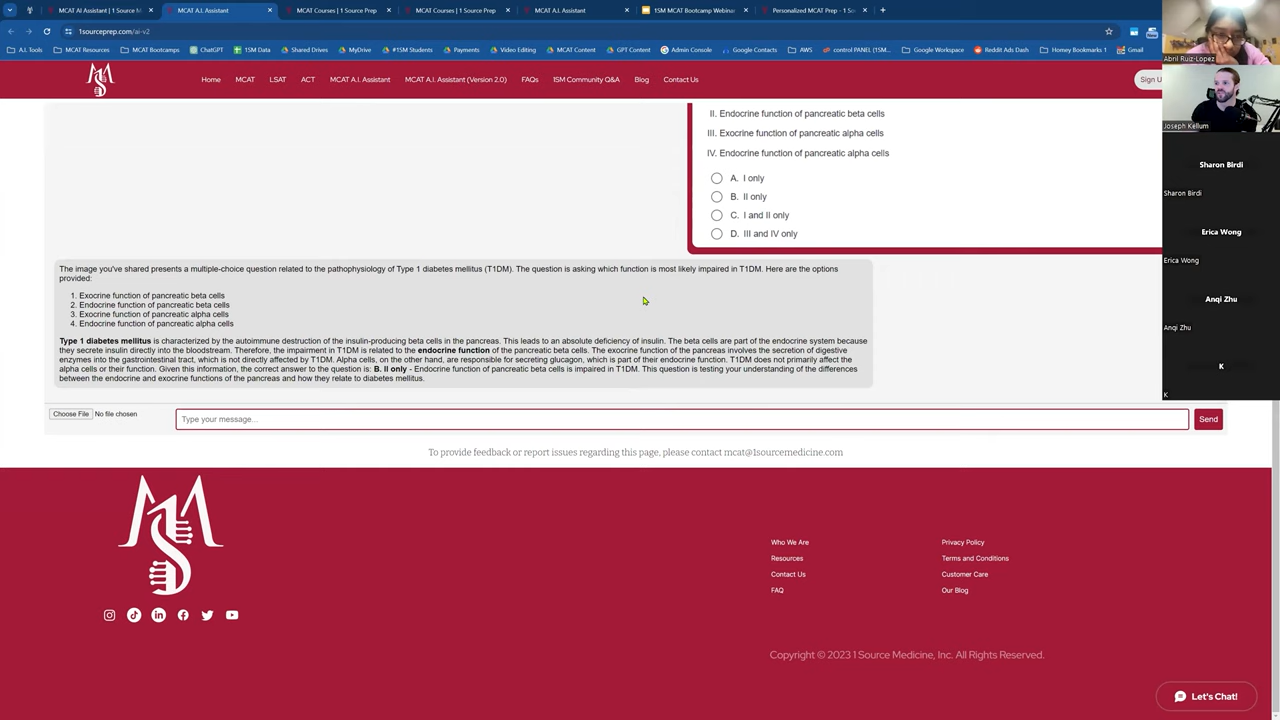 MCAT AI Assistant | 1 Source M
MCAT A.I. Assistant
MCAT Courses | 1 Source Prep
MCAT Courses | 1 Source Prep
MCAT A.I. Assistant
1SM MCAT Bootcamp Webinar
Personalized MCAT Prep - 1 So
1sourceprep.com/ai-v2
A.I. Tools
MCAT Resources
MCAT Bootcamps
ChatGPT
1SM Data
Shared Drives
MyDrive
#1SM Students
Payments
Video Editing
MCAT Content
GPT Content
Admin Console
Google Contacts
AWS
control PANEL (1SM...
Google Workspace
Reddit Ads Dash
Homey Bookmarks 1
Gmail
Home
MCAT
LSAT
ACT
MCAT A.I. Assistant
MCAT A.I. Assistant (Version 2.0)
FAQs
1SM Community Q&A
Blog
Contact Us
Sign U
II. Endocrine function of pancreatic beta cells
III. Exocrine function of pancreatic alpha cells
IV. Endocrine function of pancreatic alpha cells
A. I only
B. II only
C. I and II only
D. III and IV only
The image you've shared presents a multiple-choice question related to the pathophysiology of Type 1 diabetes mellitus (T1DM). The question is asking which function is most likely impaired in T1DM. Here are the options
provided:
1. Exocrine function of pancreatic beta cells
2. Endocrine function of pancreatic beta cells
3. Exocrine function of pancreatic alpha cells
4. Endocrine function of pancreatic alpha cells
Type 1 diabetes mellitus is characterized by the autoimmune destruction of the insulin-producing beta cells in the pancreas. This leads to an absolute deficiency of insulin. The beta cells are part of the endocrine system because
they secrete insulin directly into the bloodstream. Therefore, the impairment in T1DM is related to the endocrine function of the pancreatic beta cells. The exocrine function of the pancreas involves the secretion of digestive
enzymes into the gastrointestinal tract, which is not directly affected by T1DM. Alpha cells, on the other hand, are responsible for secreting glucagon, which is part of their endocrine function. T1DM does not primarily affect the
alpha cells or their function. Given this information, the correct answer to the question is: B. II only - Endocrine function of pancreatic beta cells is impaired in T1DM. This question is testing your understanding of the differences
between the endocrine and exocrine functions of the pancreas and how they relate to diabetes mellitus.
Choose File No file chosen
Type your message...
Send
To provide feedback or report issues regarding this page, please contact mcat@1sourcemedicine.com
Who We Are
Resources
Contact Us
FAQ
Privacy Policy
Terms and Conditions
Customer Care
Our Blog
Copyright © 2023 1 Source Medicine, Inc. All Rights Reserved.
Let's Chat!
Abril Ruiz-Lopez
Joseph Kellum
Sharon Birdi
Sharon Birdi
Erica Wong
Erica Wong
Anqi Zhu
Anqi Zhu
K
K